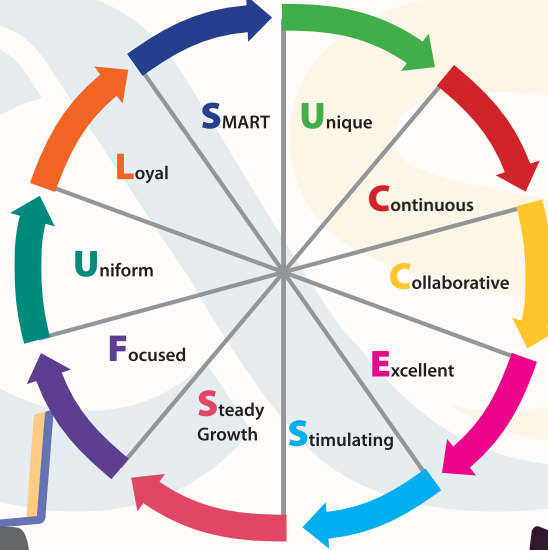 SMART
Unique
Continuous
Collaborative
Excellent
Stimulating
Steady
Growth
Focused
Uniform
Loyal